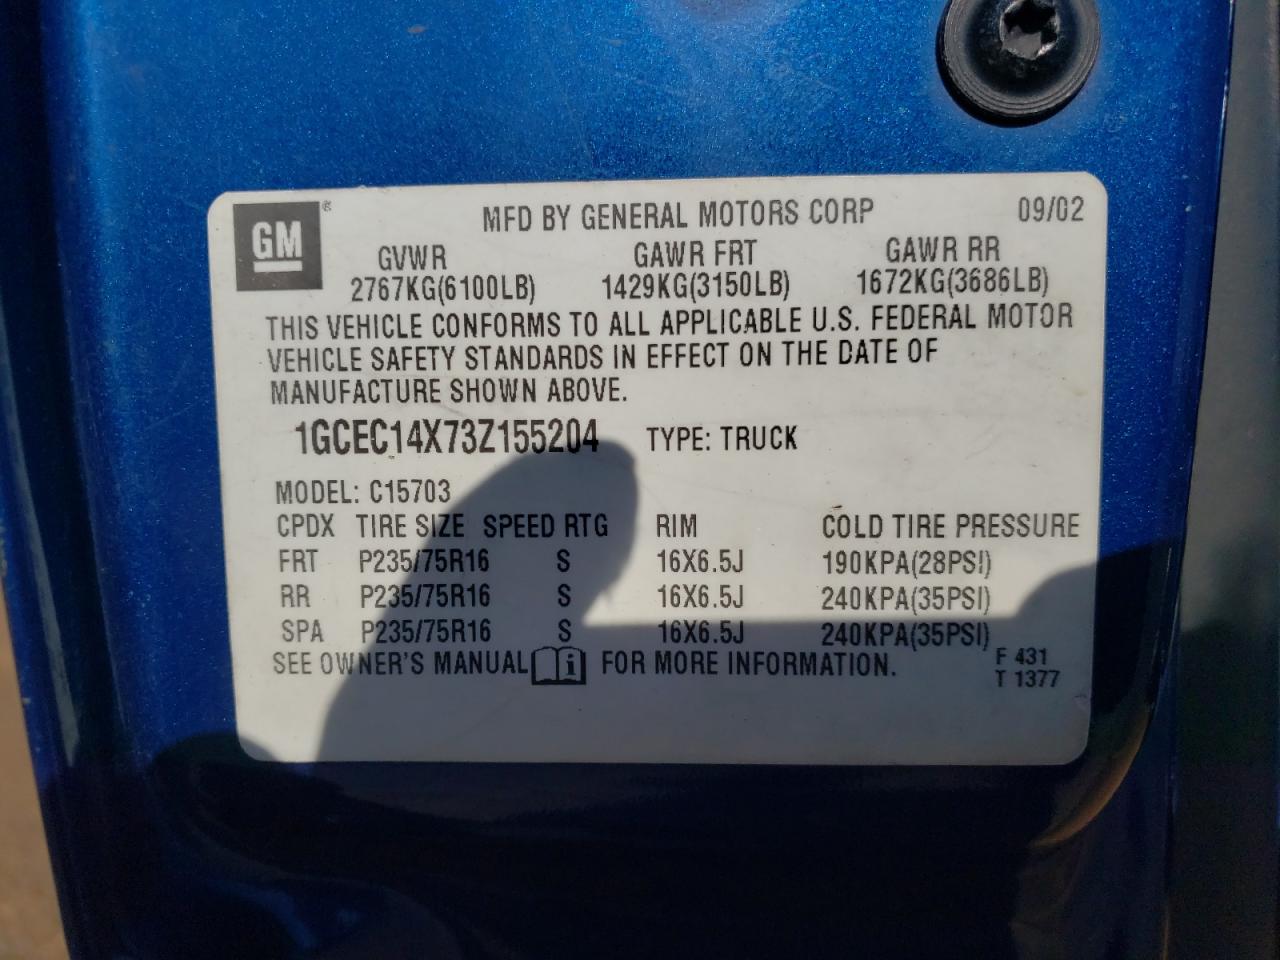 GM® MFD BY GENERAL MOTORS CORP 09/02
GVWR GAWR FRT GAWR RR
2767KG(6100LB) 1429KG(3150LB) 1672KG(3686LB)
THIS VEHICLE CONFORMS TO ALL APPLICABLE U.S. FEDERAL MOTOR
VEHICLE SAFETY STANDARDS IN EFFECT ON THE DATE OF
MANUFACTURE SHOWN ABOVE.
1GCEC14X73Z155204 TYPE: TRUCK
MODEL: C15703
CPDX TIRE SIZE SPEED RTG RIM COLD TIRE PRESSURE
FRT P235/75R16 S 16X6.5J 190KPA(28PSI)
RR P235/75R16 S 16X6.5J 240KPA(35PSI)
SPA P235/75R16 S 16X6.5J 240KPA(35PSI)
SEE OWNER'S MANUAL i FOR MORE INFORMATION. F 431
T 1377